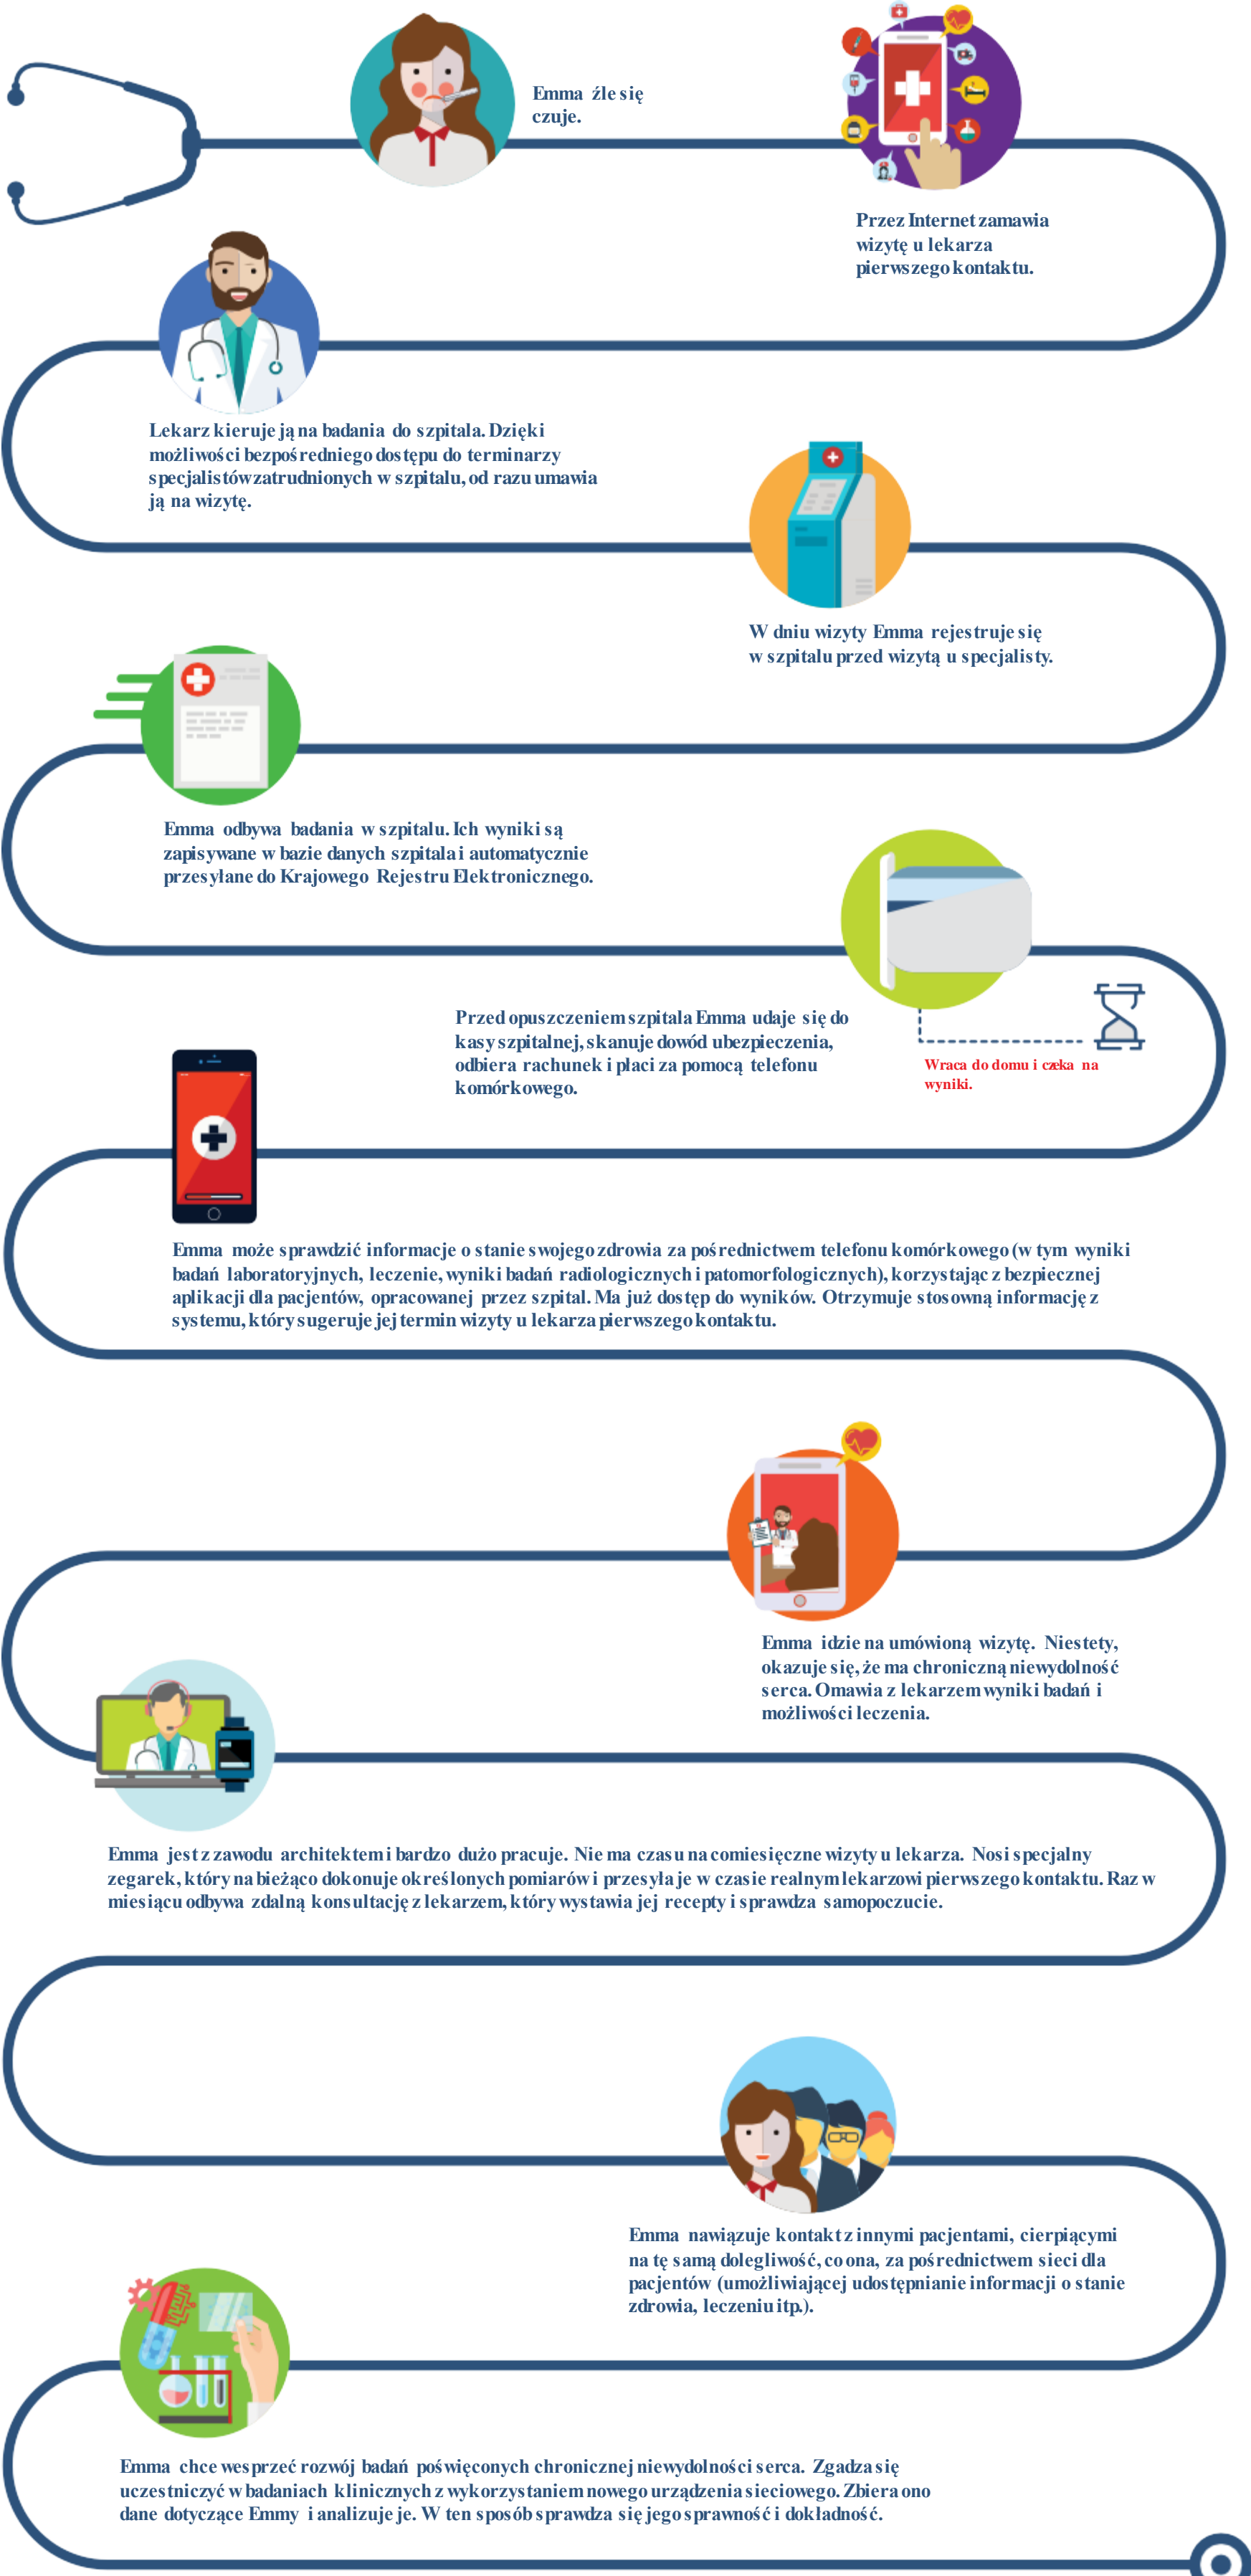 Emma źle się
czuje.
Przez Internet zamawia
wizytę u lekarza
pierwszego kontaktu.
Lekarz kieruje ją na badania do szpitala. Dzięki
możliwości bezpośredniego dostępu do terminarzy
specjalistów zatrudnionych w szpitalu, od razu umawia
ją na wizytę.
W dniu wizyty Emma rejestruje się
w szpitalu przed wizytą u specjalisty.
Emma odbywa badania w szpitalu. Ich wyniki są
zapisywane w bazie danych szpitala i automatycznie
przesyłane do Krajowego Rejestru Elektronicznego.
Przed opuszczeniem szpitala Emma udaje się do
kasy szpitalnej, skanuje dowód ubezpieczenia,
odbiera rachunek i płaci za pomocą telefonu
komórkowego.
Wraca do domu i czeka na
wyniki.
Emma może sprawdzić informacje o stanie swojego zdrowia za pośrednictwem telefonu komórkowego (w tym wyniki
badań laboratoryjnych, leczenie, wyniki badań radiologicznych i patomorfologicznych), korzystając z bezpiecznej
aplikacji dla pacjentów, opracowanej przez szpital. Ma już dostęp do wyników. Otrzymuje stosowną informację z
systemu, który sugeruje jej termin wizyty u lekarza pierwszego kontaktu.
Emma idzie na umówioną wizytę. Niestety,
okazuje się, że ma chroniczną niewydolność
serca. Omawia z lekarzem wyniki badań i
możliwości leczenia.
Emma jest z zawodu architektem i bardzo dużo pracuje. Nie ma czasu na comiesięczne wizyty u lekarza. Nosi specjalny
zegarek, który na bieżąco dokonuje określonych pomiarów i przesyła je w czasie realnym lekarzowi pierwszego kontaktu. Raz w
miesiącu odbywa zdalną konsultację z lekarzem, który wystawia jej recepty i sprawdza samopoczucie.
Emma nawiązuje kontakt z innymi pacjentami, cierpiącymi
na tę samą dolegliwość, co ona, za pośrednictwem sieci dla
pacjentów (umożliwiającej udostępnianie informacji o stanie
zdrowia, leczeniu itp.).
Emma chce wesprzeć rozwój badań poświęconych chronicznej niewydolności serca. Zgadza się
uczestniczyć w badaniach klinicznych z wykorzystaniem nowego urządzenia sieciowego. Zbiera ono
dane dotyczące Emmy i analizuje je. W ten sposób sprawdza się jego sprawność i dokładność.